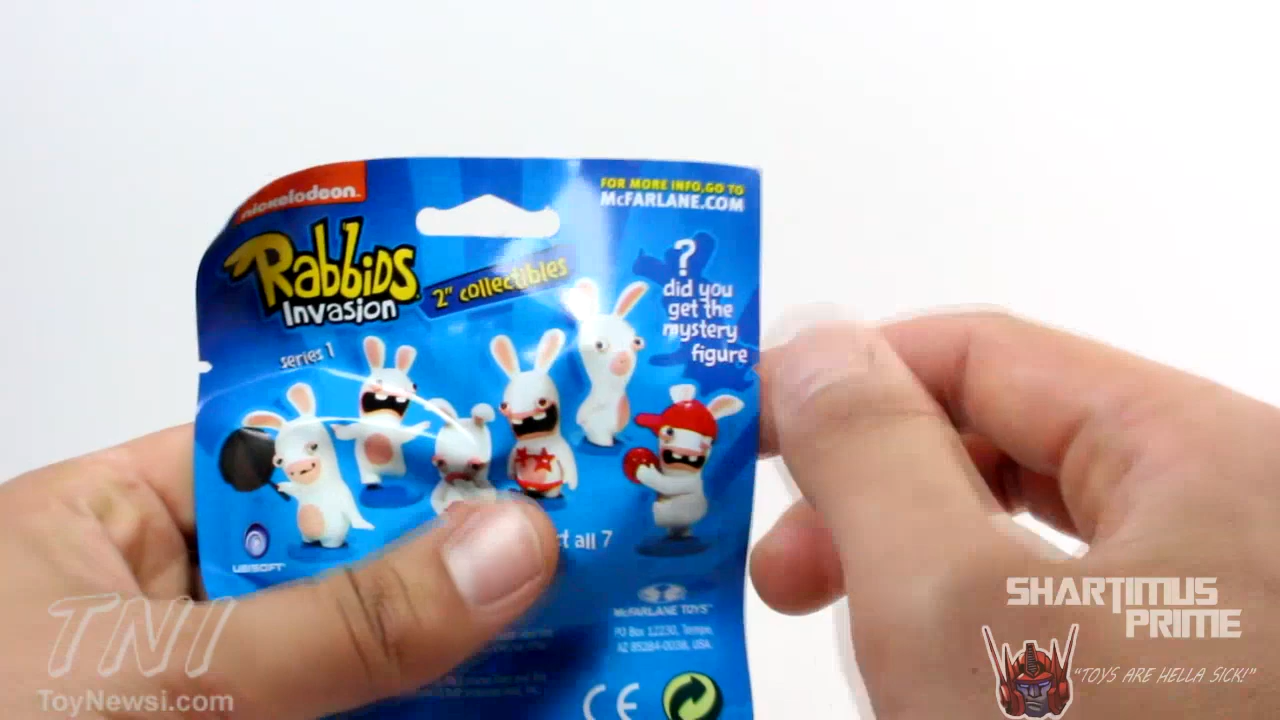 nickelodeon
FOR MORE INFO, GO TO
McFARLANE.COM
Rabbids
Invasion
2" collectibles
series 1
?
did you
get the
mystery
figure
ct all 7
UBISOFT
McFARLANE TOYS™
PO Box 12230, Tempe,
AZ 85284-0038, USA
CE
SHARTIMUS
PRIME
"TOYS ARE HELLA SICK!"
TNI
ToyNewsi.com